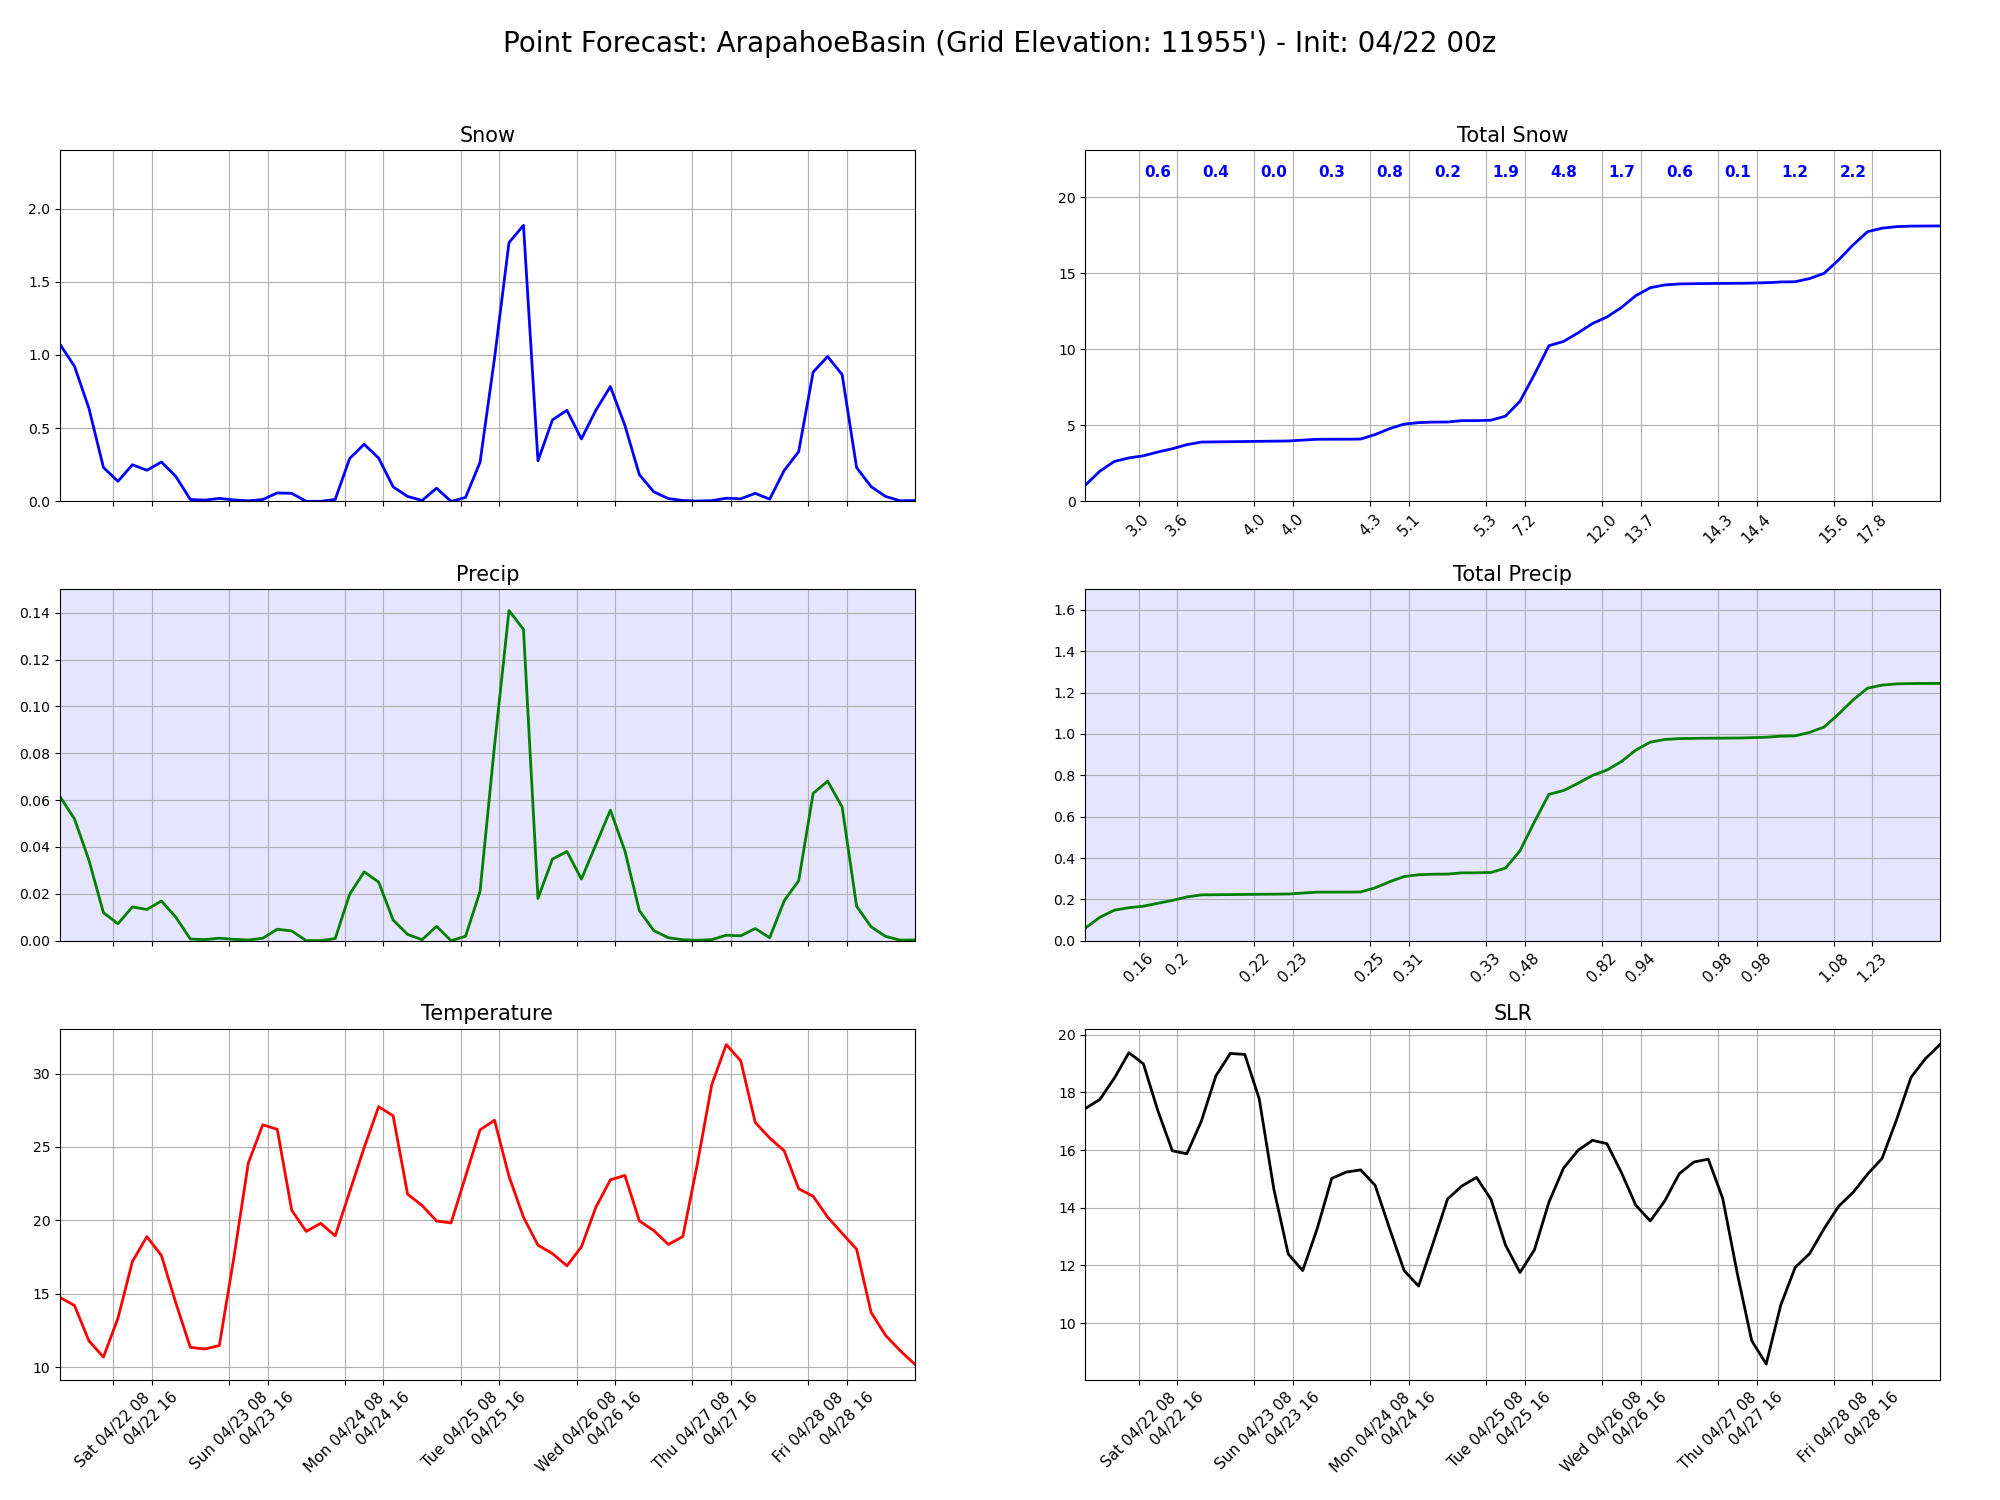 Point Forecast: ArapahoeBasin (Grid Elevation: 11955') - Init: 04/22 00z
Snow
2.0
1.5
1.0
0.5
0.0
Total Snow
0.6 0.4 0.0 0.3 0.8 0.2 1.9 4.8 1.7 0.6 0.1 1.2 2.2
20
15
10
5
0
3.0 3.6 4.0 4.0 4.3 5.1 5.3 7.2 12.0 13.7 14.3 14.4 15.6 17.8
Precip
0.14
0.12
0.10
0.08
0.06
0.04
0.02
0.00
Total Precip
1.6
1.4
1.2
1.0
0.8
0.6
0.4
0.2
0.0
0.16 0.2 0.22 0.23 0.25 0.31 0.33 0.48 0.82 0.94 0.98 0.98 1.08 1.23
Temperature
30
25
20
15
10
Sat 04/22 08
04/22 16
Sun 04/23 08
04/23 16
Mon 04/24 08
04/24 16
Tue 04/25 08
04/25 16
Wed 04/26 08
04/26 16
Thu 04/27 08
04/27 16
Fri 04/28 08
04/28 16
SLR
20
18
16
14
12
10
Sat 04/22 08
04/22 16
Sun 04/23 08
04/23 16
Mon 04/24 08
04/24 16
Tue 04/25 08
04/25 16
Wed 04/26 08
04/26 16
Thu 04/27 08
04/27 16
Fri 04/28 08
04/28 16